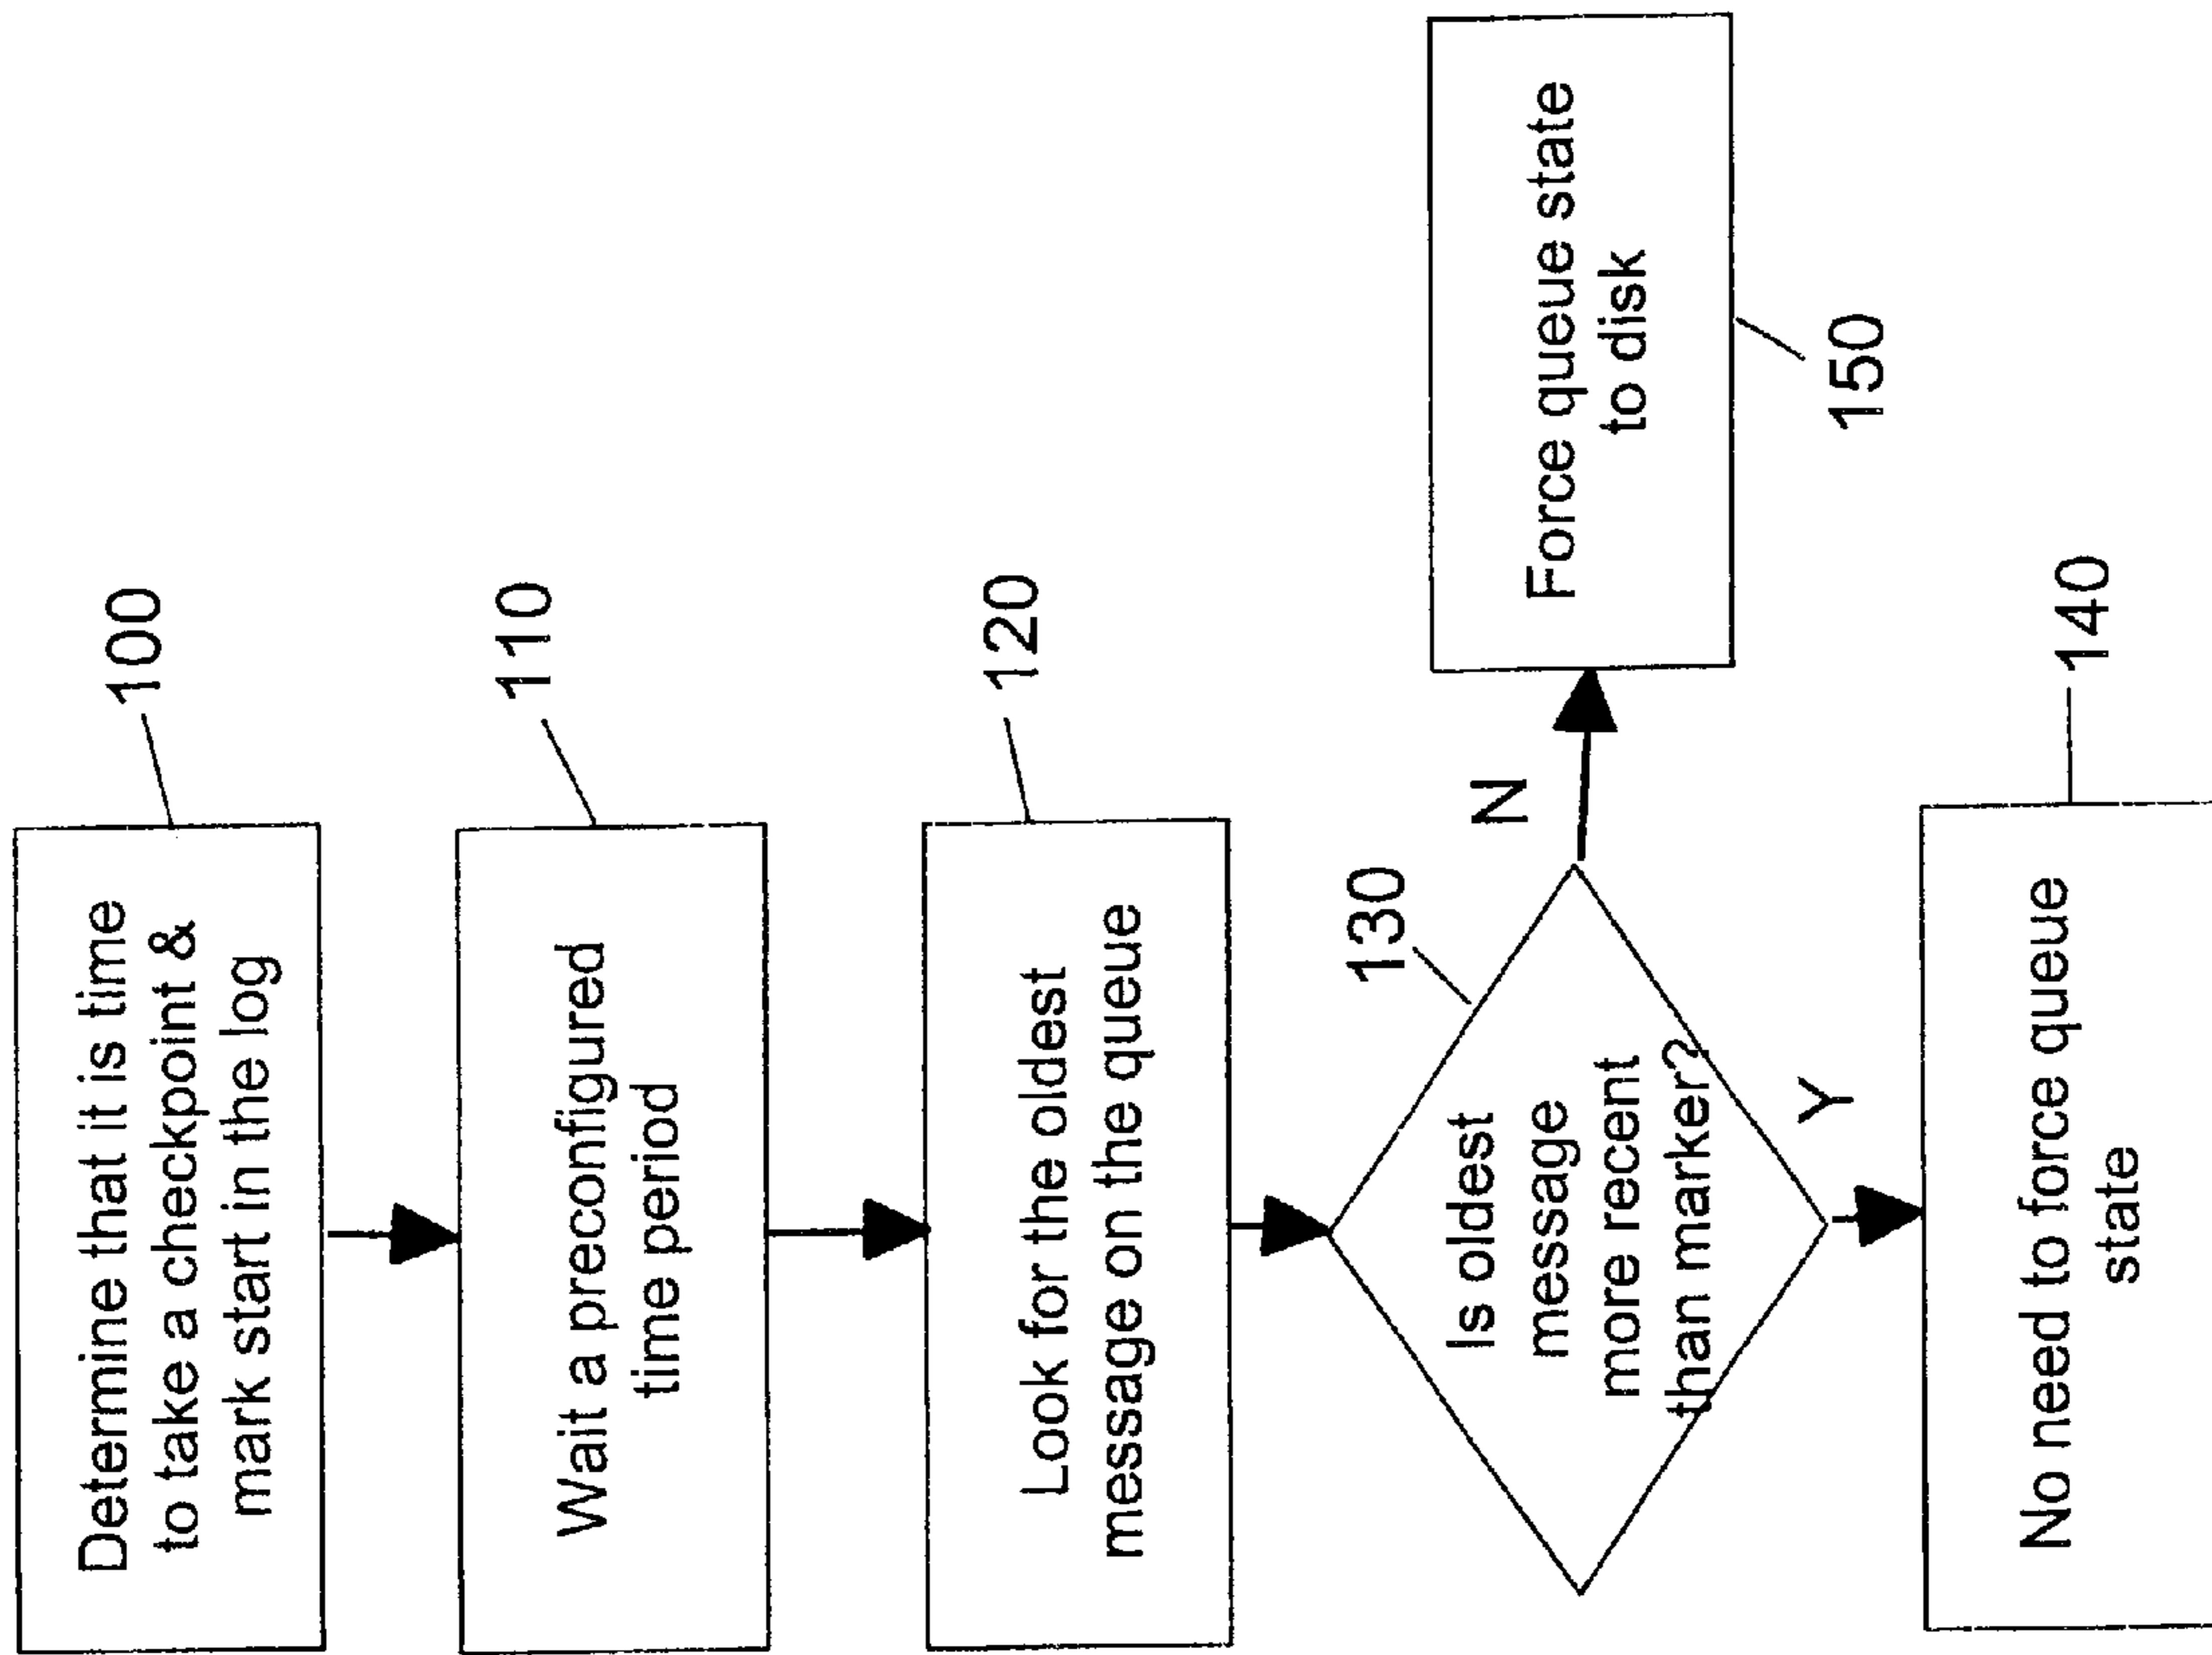 Determine that it is time
to take a checkpoint &
mark start in the log
100
Wait a preconfigured
time period
110
Look for the oldest
message on the queue
120
Is oldest
message
more recent
than marker?
130
N
Force queue state
to disk
150
Y
No need to force queue
state
140